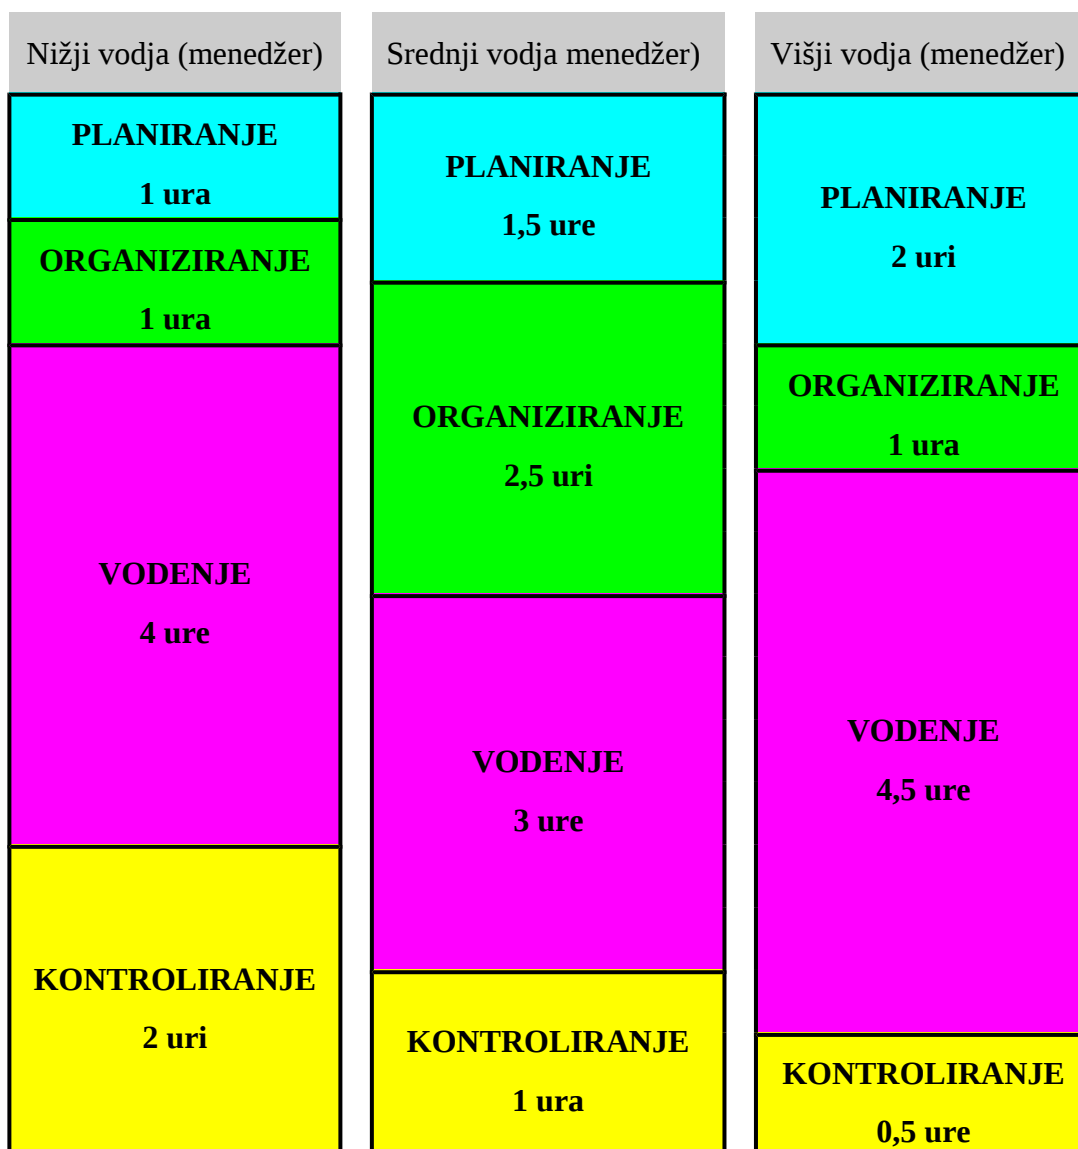 Nižji vodja (menedžer)
PLANIRANJE
1 ura
ORGANIZIRANJE
1 ura
VODENJE
4 ure
KONTROLIRANJE
2 uri
Srednji vodja menedžer)
PLANIRANJE
1,5 ure
ORGANIZIRANJE
2,5 uri
VODENJE
3 ure
KONTROLIRANJE
1 ura
Višji vodja (menedžer)
PLANIRANJE
2 uri
ORGANIZIRANJE
1 ura
VODENJE
4,5 ure
KONTROLIRANJE
0,5 ure